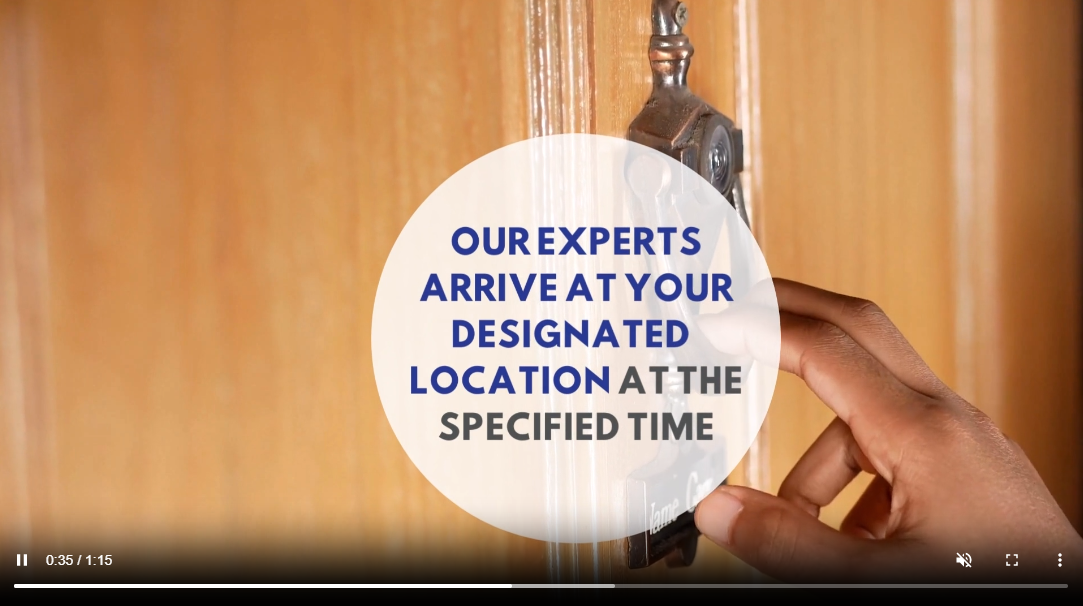 OUR EXPERTS
ARRIVE AT YOUR
DESIGNATED
LOCATION AT THE
SPECIFIED TIME
0:35 / 1:15